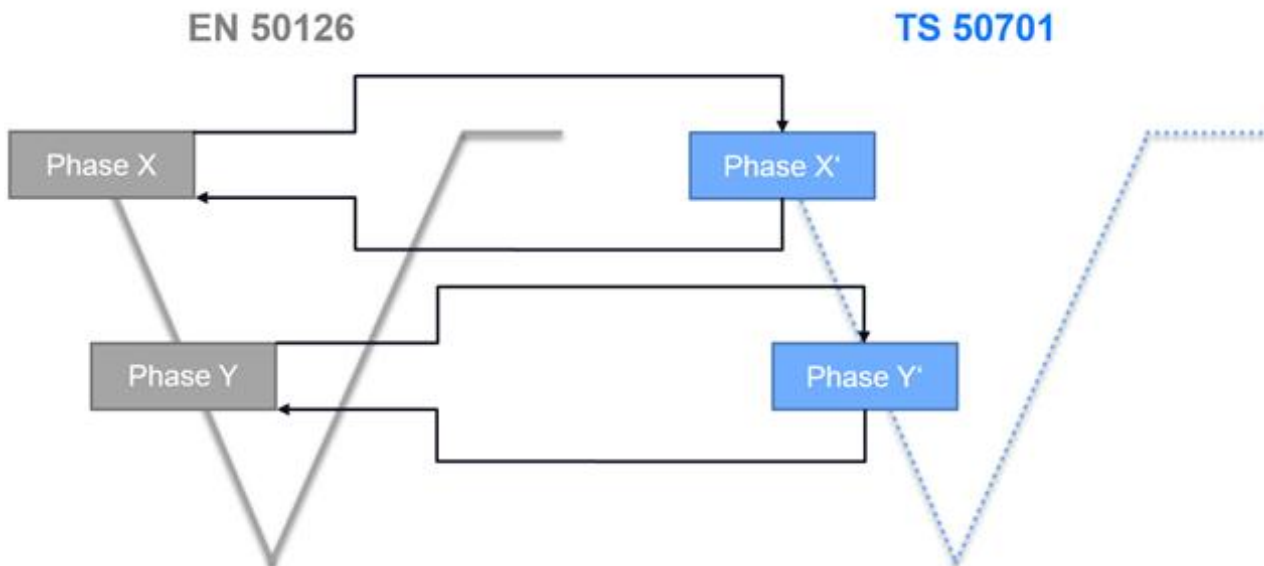 EN 50126
TS 50701
Phase X
Phase X‘
Phase Y
Phase Y‘